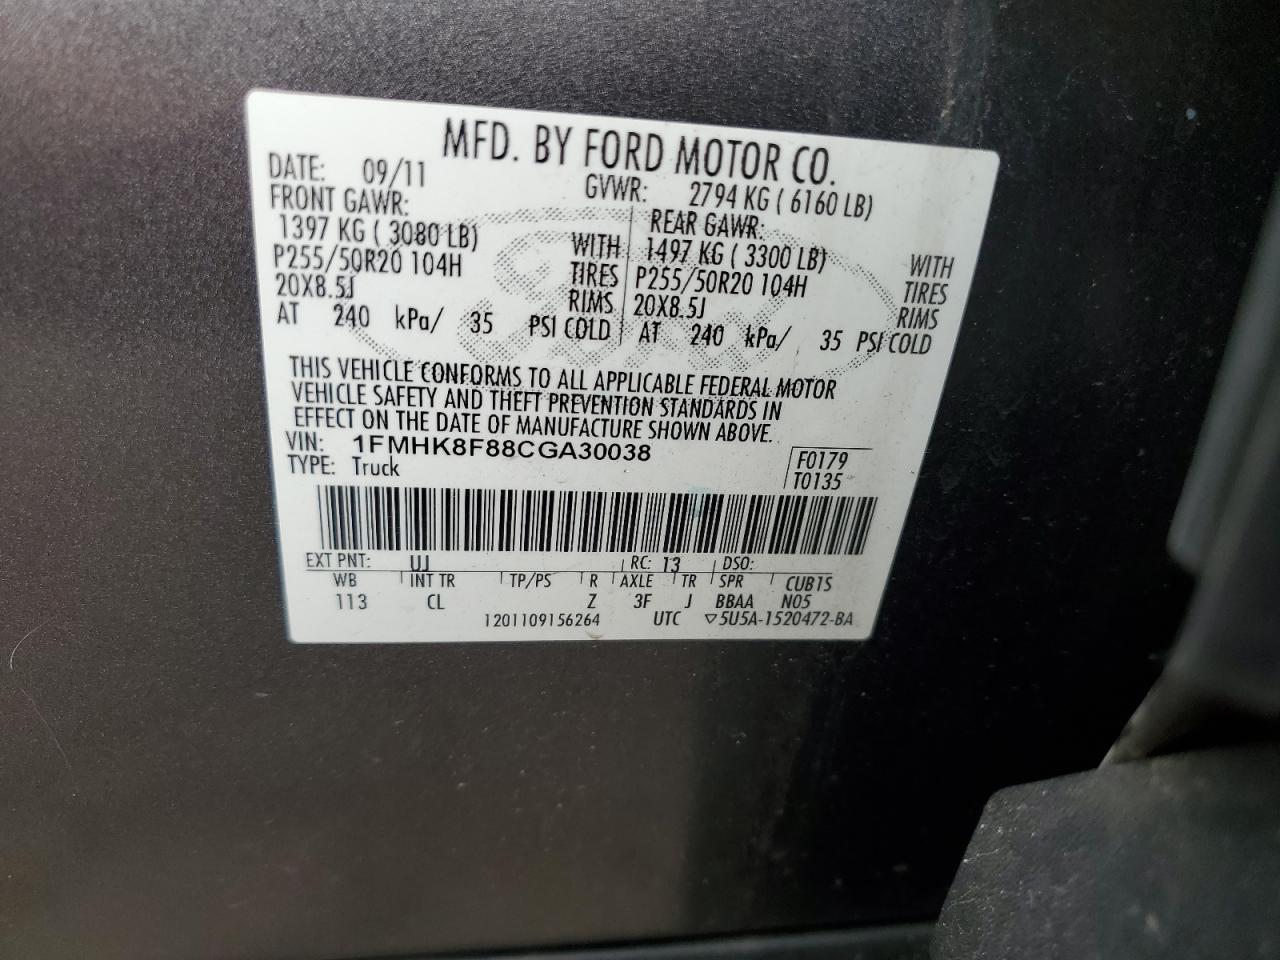 MFD. BY FORD MOTOR CO.
DATE: 09/11 GVWR: 2794 KG ( 6160 LB)
FRONT GAWR: REAR GAWR:
1397 KG ( 3080 LB) WITH 1497 KG ( 3300 LB) WITH
P255/50R20 104H TIRES P255/50R20 104H TIRES
20X8.5J RIMS 20X8.5J RIMS
AT 240 kPa/ 35 PSI COLD AT 240 kPa/ 35 PSI COLD
THIS VEHICLE CONFORMS TO ALL APPLICABLE FEDERAL MOTOR
VEHICLE SAFETY AND THEFT PREVENTION STANDARDS IN
EFFECT ON THE DATE OF MANUFACTURE SHOWN ABOVE.
VIN: 1FMHK8F88CGA30038 F0179
TYPE: Truck T0135
EXT PNT: UJ RC: 13 DSO:
WB INT TR TP/PS R AXLE TR SPR CUB1S
113 CL Z 3F J BBAA N05
1201109156264 UTC ▽5U5A-1520472-BA